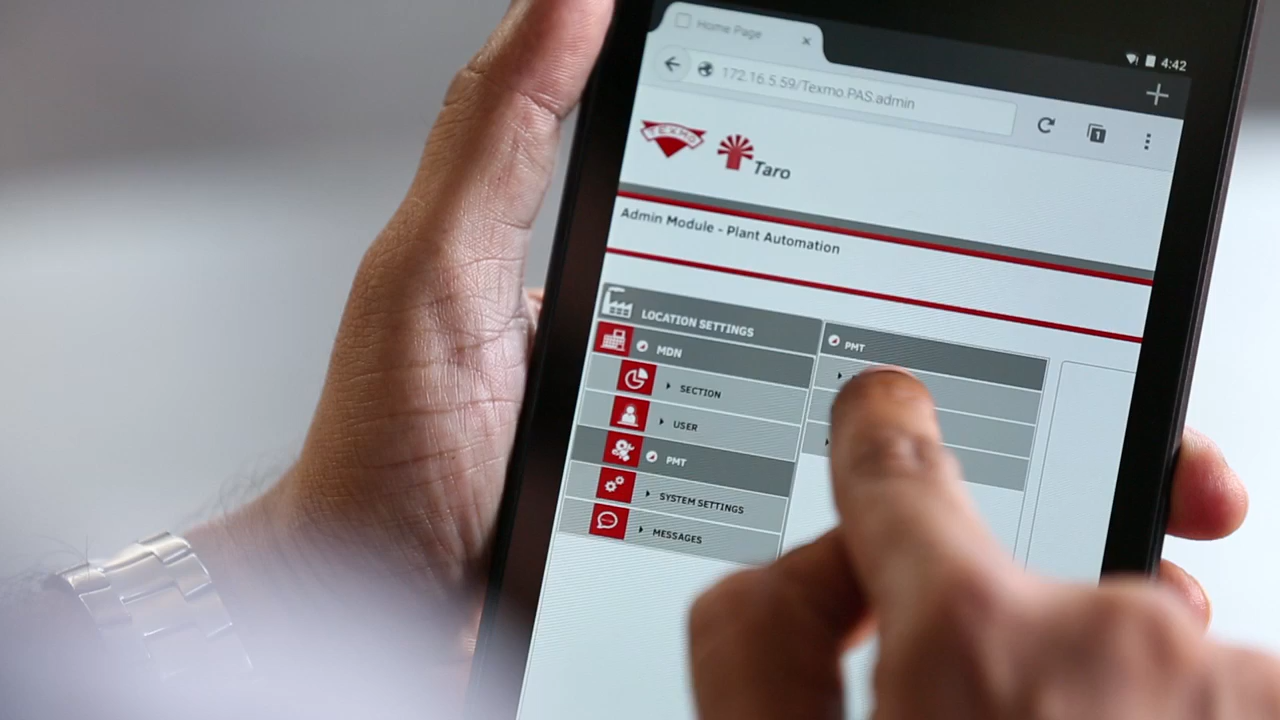 Home Page
4:42
172.16.5.59/Texmo.PAS.admin
1
TEXMO
Taro
Admin Module - Plant Automation
LOCATION SETTINGS
MDN
SECTION
USER
PMT
SYSTEM SETTINGS
MESSAGES
PMT